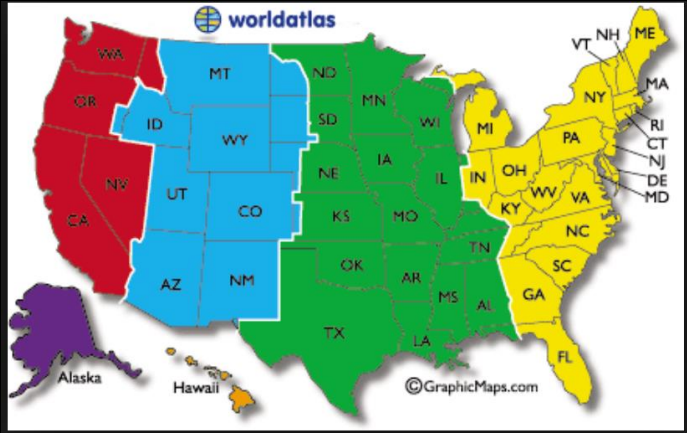 worldatlas
WA
MT
ND
MN
ME
NH
VT
OR
ID
WY
SD
WI
MI
NY
MA
RI
CT
NJ
DE
MD
PA
NV
UT
CO
NE
IA
IL
IN
OH
WV
VA
KY
CA
KS
MO
TN
NC
AZ
NM
OK
AR
SC
MS
AL
GA
TX
LA
FL
Alaska
Hawaii
©GraphicMaps.com